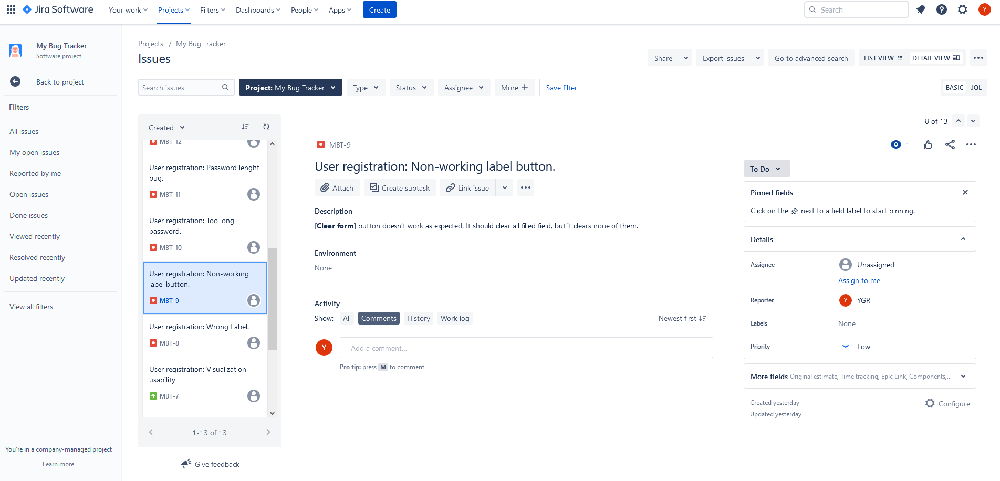 Jira Software
Your work
Projects
Filters
Dashboards
People
Apps
Create
Search
Y
My Bug Tracker
Software project
Back to project
Filters
All issues
My open issues
Reported by me
Open issues
Done issues
Viewed recently
Resolved recently
Updated recently
View all filters
You're in a company-managed project
Learn more
Projects / My Bug Tracker
Issues
Share
Export issues
Go to advanced search
LIST VIEW
DETAIL VIEW
Search issues
Project: My Bug Tracker
Type
Status
Assignee
More
Save filter
BASIC
JQL
Created
MBT-12
User registration: Password lenght
bug.
MBT-11
User registration: Too long
password.
MBT-10
User registration: Non-working
label button.
MBT-9
User registration: Wrong Label.
MBT-8
User registration: Visualization
usability
MBT-7
1-13 of 13
Give feedback
8 of 13
MBT-9
1
User registration: Non-working label button.
Attach
Create subtask
Link issue
Description
[Clear form] button doesn't work as expected. It should clear all filled field, but it clears none of them.
Environment
None
Activity
Show:
All
Comments
History
Work log
Newest first
Y
Add a comment...
Pro tip: press M to comment
To Do
Pinned fields
Click on the next to a field label to start pinning.
Details
Assignee
Unassigned
Assign to me
Reporter
Y
YGR
Labels
None
Priority
Low
More fields Original estimate, Time tracking, Epic Link, Components,...
Created yesterday
Updated yesterday
Configure